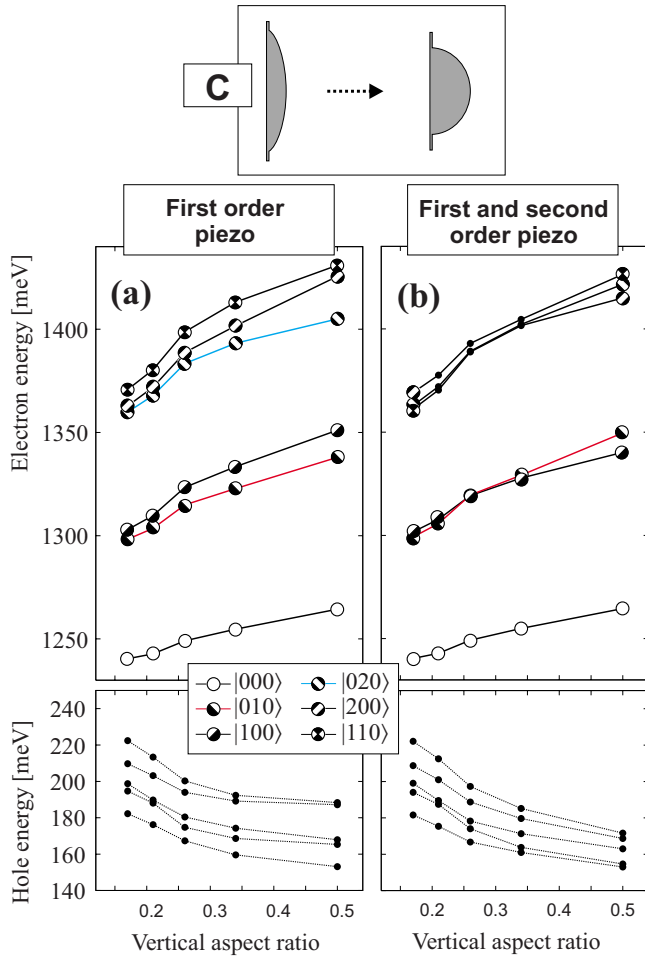 C
First order
piezo
First and second
order piezo
(a)
(b)
Electron energy [meV]
1400
1350
1300
1250
|000⟩
|020⟩
|010⟩
|200⟩
|100⟩
|110⟩
Hole energy [meV]
240
220
200
180
160
140
0.2
0.3
0.4
0.5
0.2
0.3
0.4
0.5
Vertical aspect ratio
Vertical aspect ratio